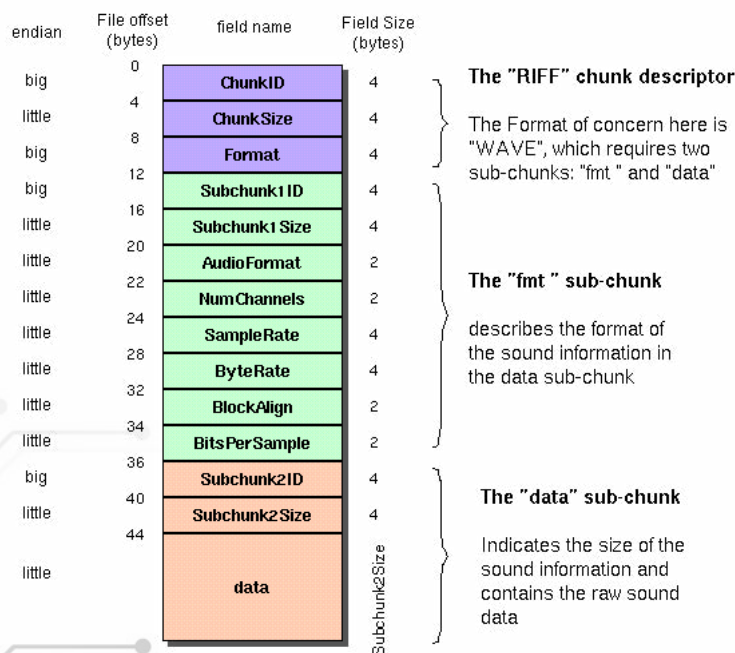 endian File offset (bytes) field name Field Size (bytes)
0
big ChunkID 4
4
little ChunkSize 4
8
big Format 4
12
big Subchunk1 ID 4
16
little Subchunk1 Size 4
20
little AudioFormat 2
22
little NumChannels 2
24
little SampleRate 4
28
little ByteRate 4
32
little BlockAlign 2
34
little BitsPerSample 2
36
big Subchunk2ID 4
40
little Subchunk2Size 4
44
little data Subchunk2Size
The "RIFF" chunk descriptor
The Format of concern here is
"WAVE", which requires two
sub-chunks: "fmt " and "data"
The "fmt " sub-chunk
describes the format of
the sound information in
the data sub-chunk
The "data" sub-chunk
Indicates the size of the
sound information and
contains the raw sound
data